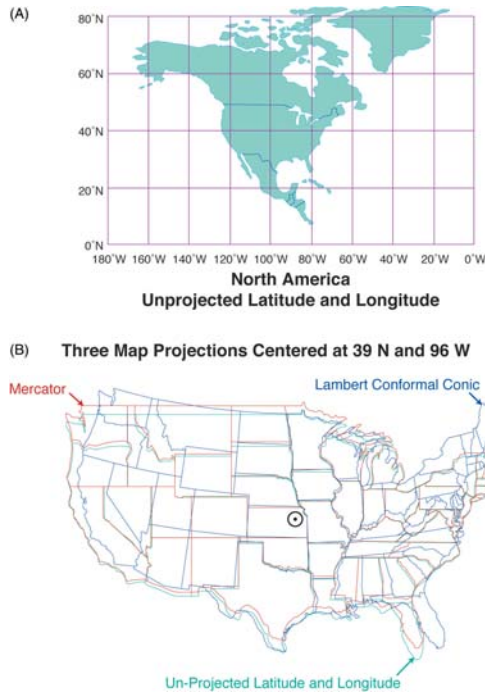 (A)
80°N
60°N
40°N
20°N
0°N
180°W 160°W 140°W 120°W 100°W 80°W 60°W 40°W 20°W 0°W
North America
Unprojected Latitude and Longitude
(B) Three Map Projections Centered at 39 N and 96 W
Mercator
Lambert Conformal Conic
Un-Projected Latitude and Longitude